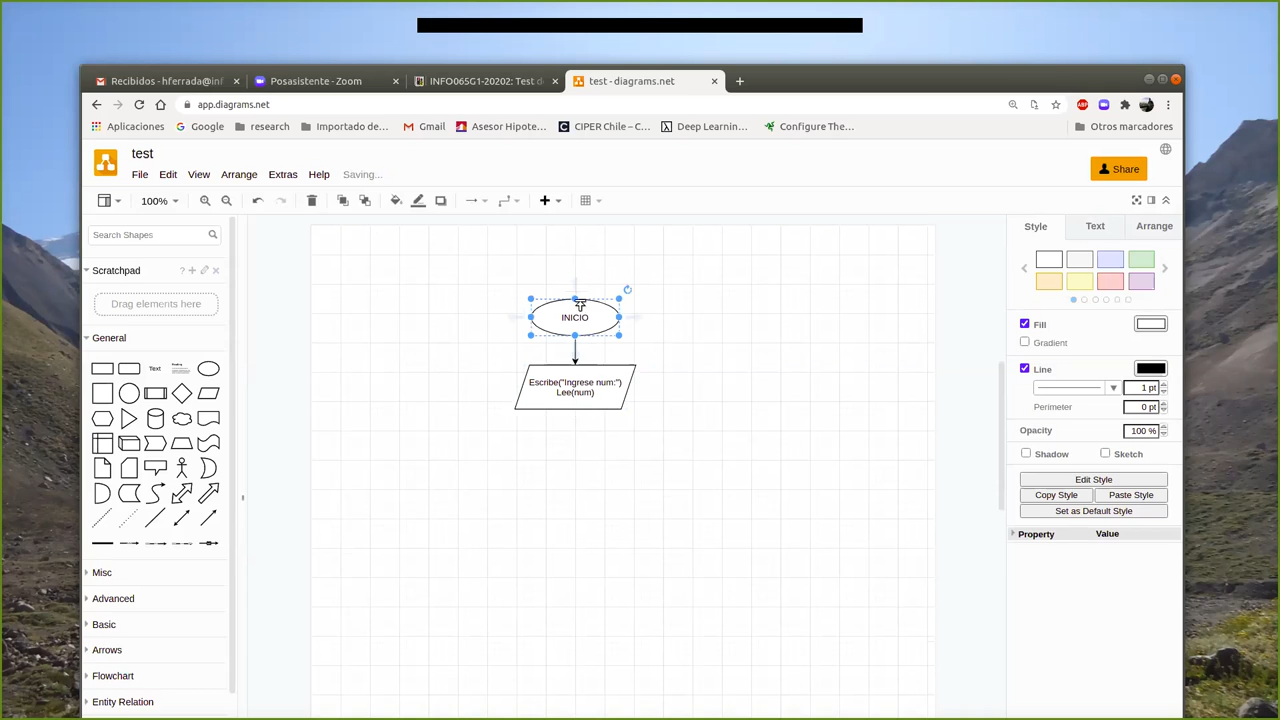 Recibidos - hferrada@inf
Posasistente - Zoom
INFO065G1-20202: Test d
test - diagrams.net
app.diagrams.net
Aplicaciones
Google
research
Importado de...
Gmail
Asesor Hipote...
CIPER Chile – C...
Deep Learnin...
Configure The...
Otros marcadores
test
File Edit View Arrange Extras Help Saving...
Share
100%
Search Shapes
Style Text Arrange
Scratchpad
?
Drag elements here
General
Text
Heading
INICIO
Escribe("Ingrese num:")
Lee(num)
Fill
Gradient
Line
1 pt
Perimeter
0 pt
Opacity
100 %
Shadow
Sketch
Edit Style
Copy Style
Paste Style
Set as Default Style
Property
Value
Misc
Advanced
Basic
Arrows
Flowchart
Entity Relation